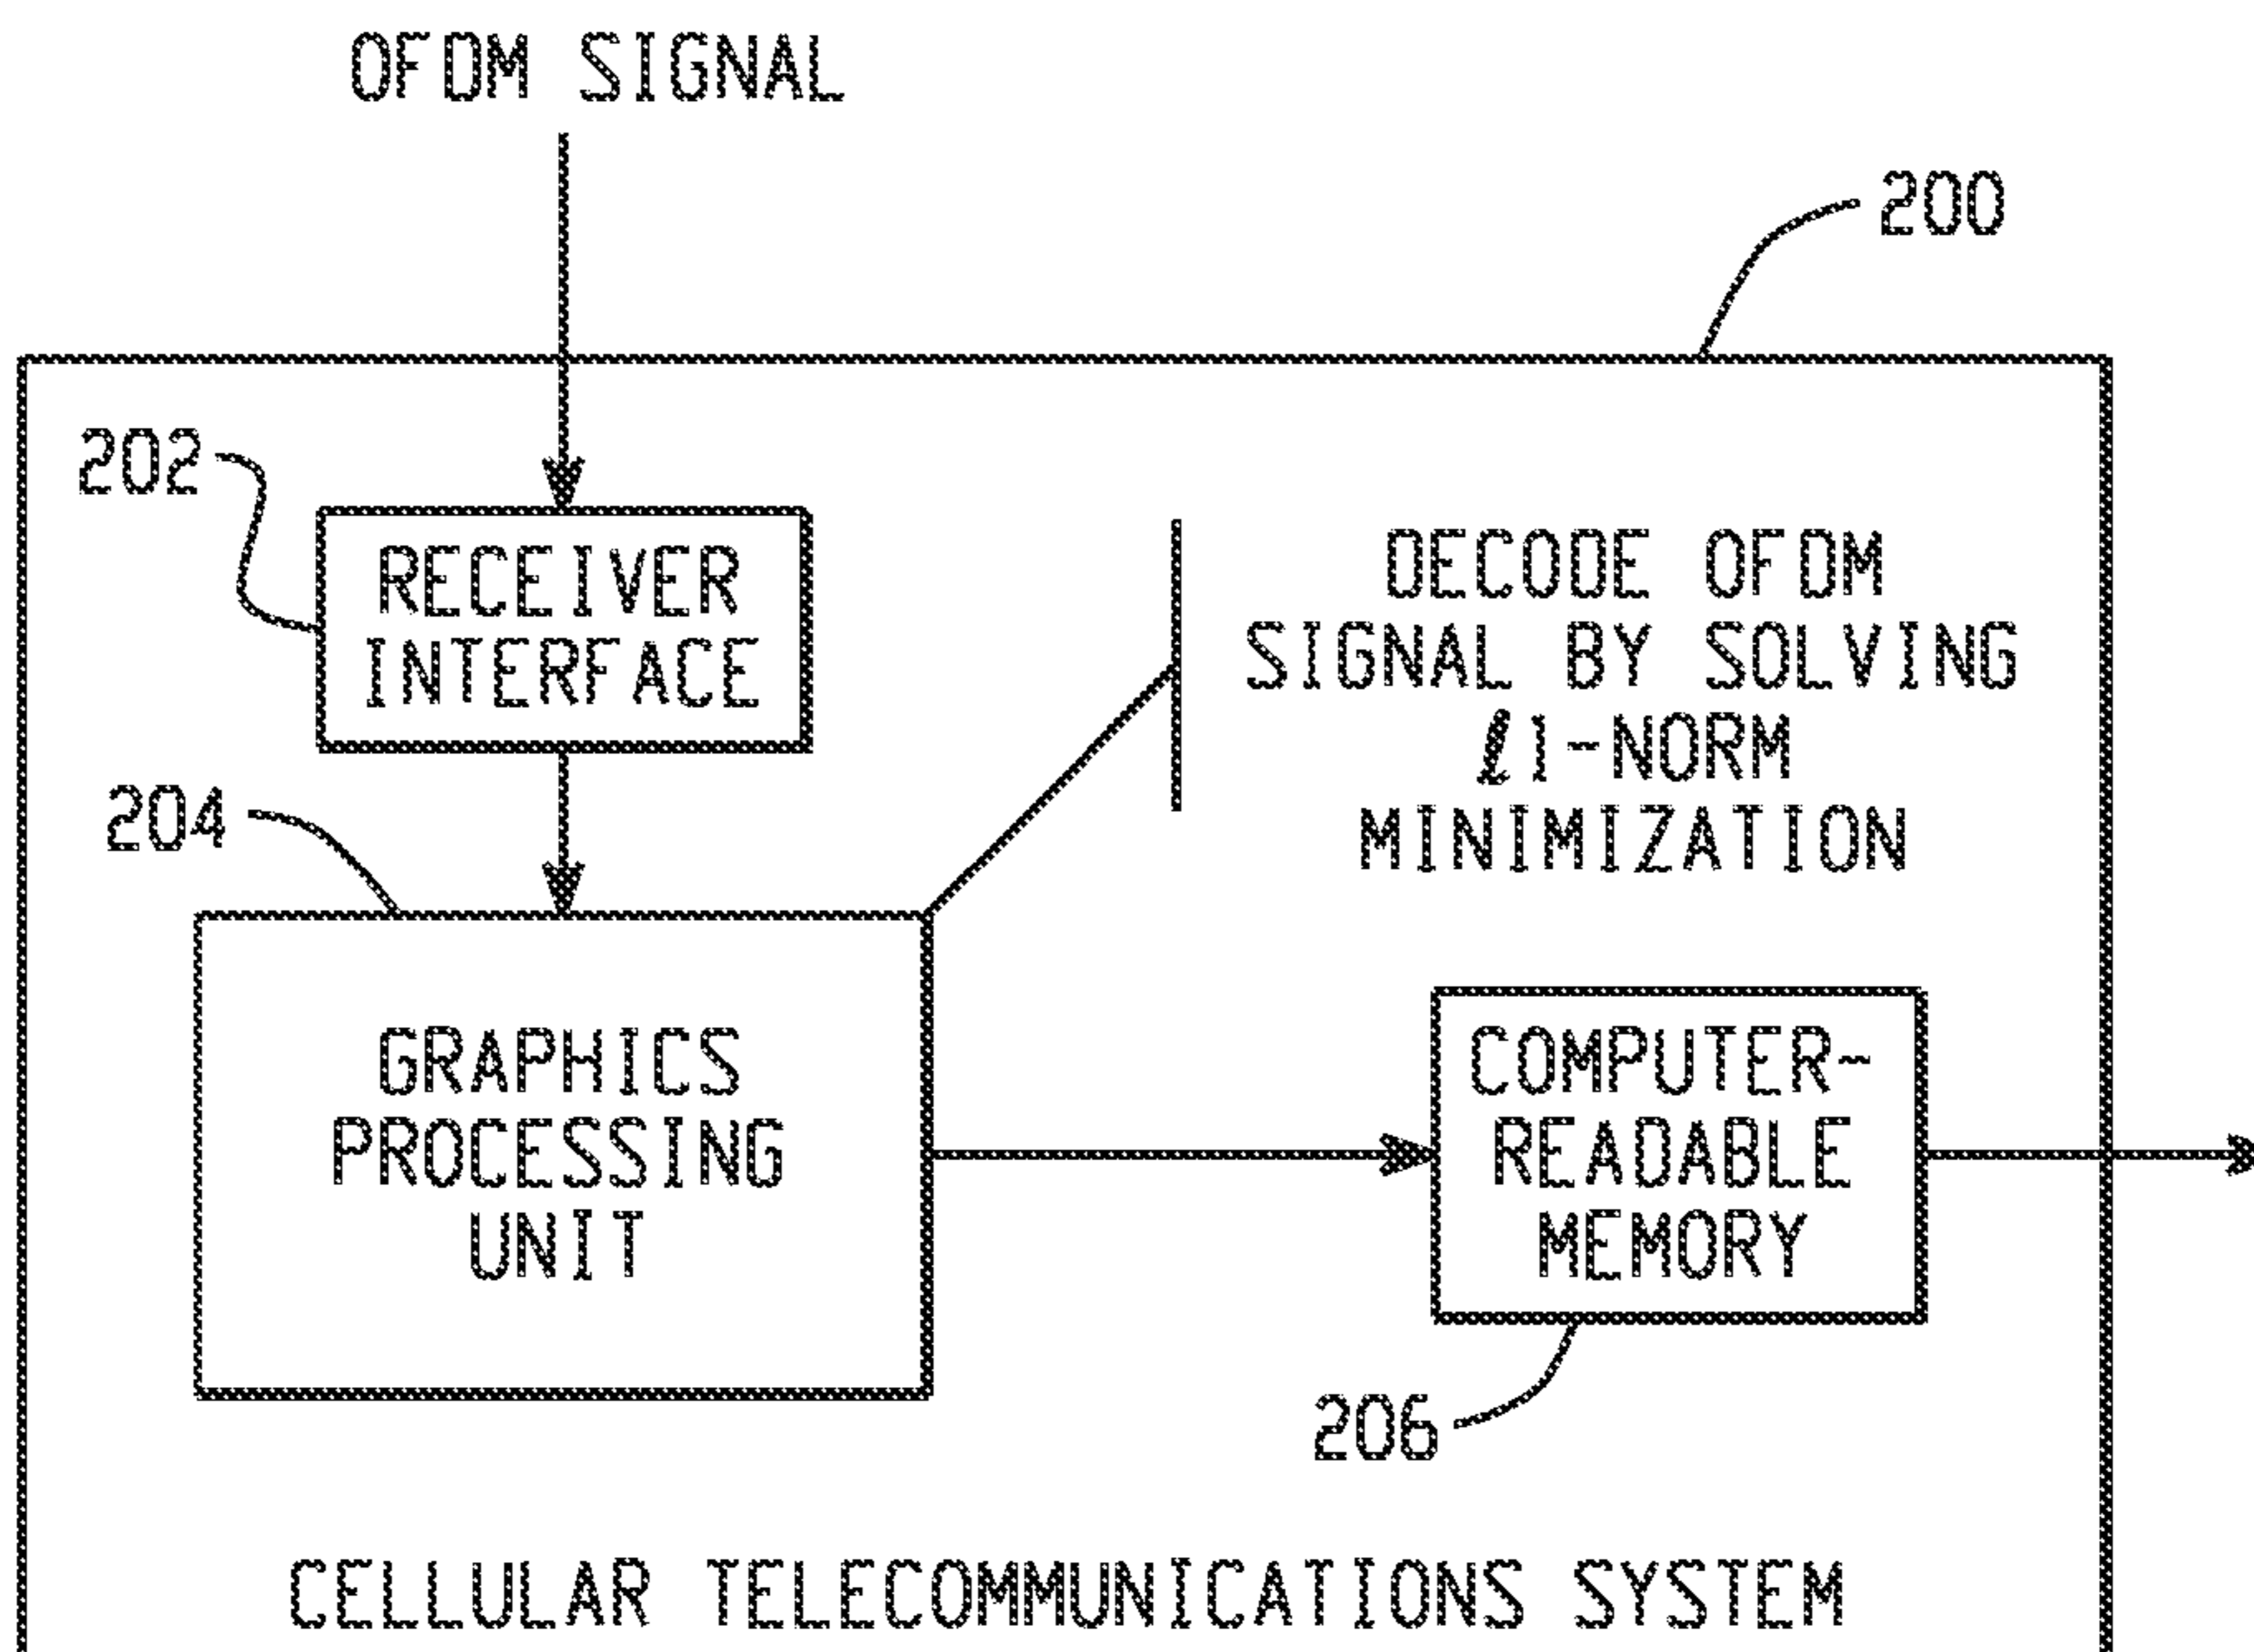 OFDM SIGNAL
200
202
RECEIVER
INTERFACE
DECODE OFDM
SIGNAL BY SOLVING
ℓ1-NORM
MINIMIZATION
204
GRAPHICS
PROCESSING
UNIT
COMPUTER-
READABLE
MEMORY
206
CELLULAR TELECOMMUNICATIONS SYSTEM